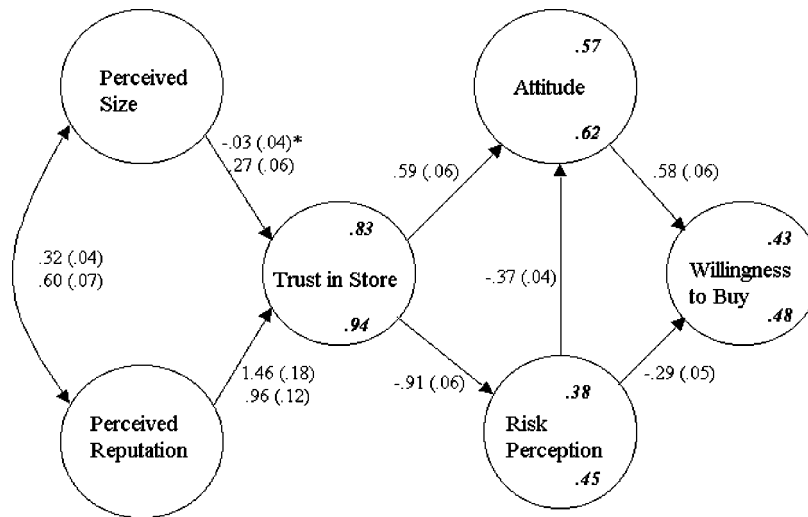 Perceived
Size
.57
Attitude
.62
-.03 (.04)*
.27 (.06)
.59 (.06)
.58 (.06)
.32 (.04)
.60 (.07)
.83
Trust in Store
.94
-.37 (.04)
.43
Willingness
to Buy
.48
1.46 (.18)
.96 (.12)
-.91 (.06)
-.29 (.05)
Perceived
Reputation
.38
Risk
Perception
.45